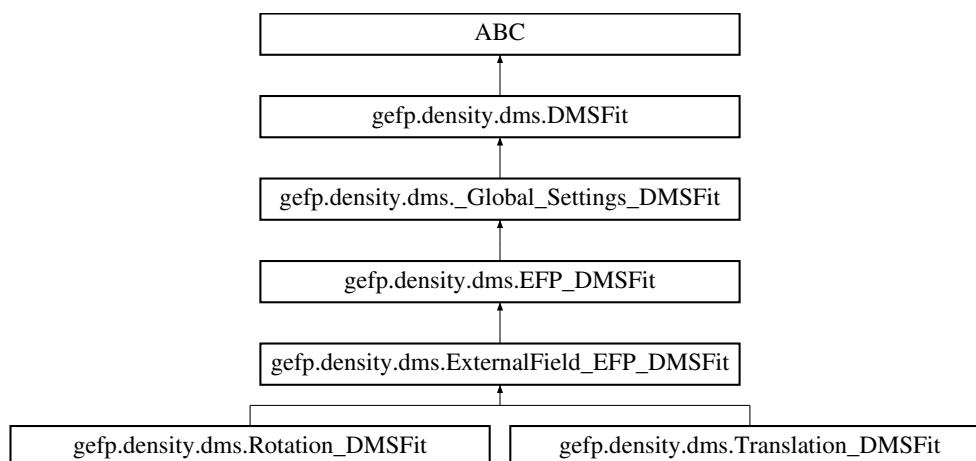 ABC
gefp.density.dms.DMSFit
gefp.density.dms._Global_Settings_DMSFit
gefp.density.dms.EFP_DMSFit
gefp.density.dms.ExternalField_EFP_DMSFit
gefp.density.dms.Rotation_DMSFit
gefp.density.dms.Translation_DMSFit